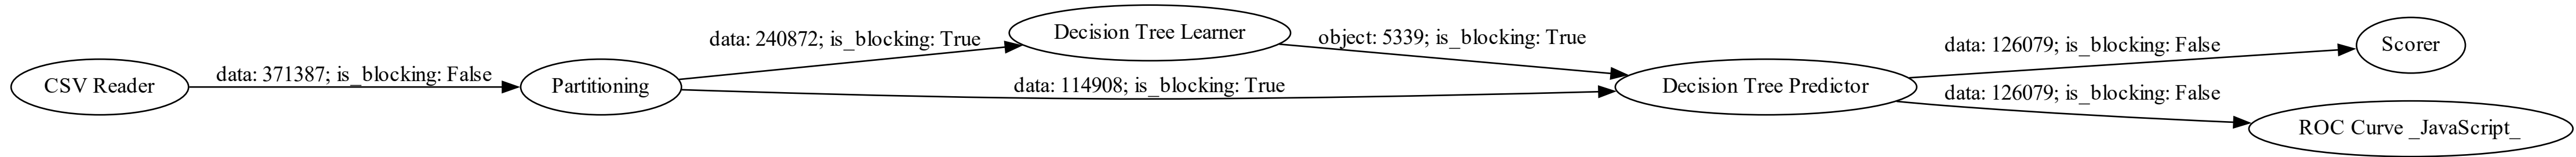 CSV Reader
data: 371387; is_blocking: False
Partitioning
data: 240872; is_blocking: True
data: 114908; is_blocking: True
Decision Tree Learner
object: 5339; is_blocking: True
Decision Tree Predictor
data: 126079; is_blocking: False
data: 126079; is_blocking: False
Scorer
ROC Curve _JavaScript_